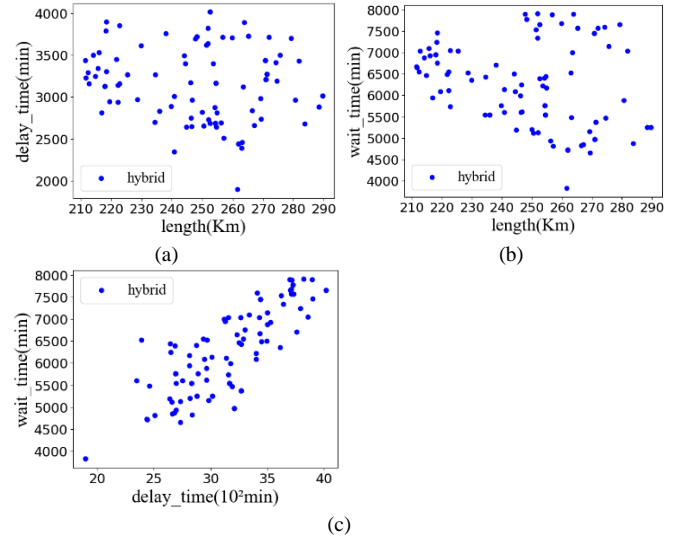 4000
3500
3000
2500
2000
delay_time(min)
hybrid
210 220 230 240 250 260 270 280 290
length(Km)
(a)
8000
7500
7000
6500
6000
5500
5000
4500
4000
wait_time(min)
hybrid
210 220 230 240 250 260 270 280 290
length(Km)
(b)
8000
7500
7000
6500
6000
5500
5000
4500
4000
wait_time(min)
hybrid
20 25 30 35 40
delay_time(10²min)
(c)